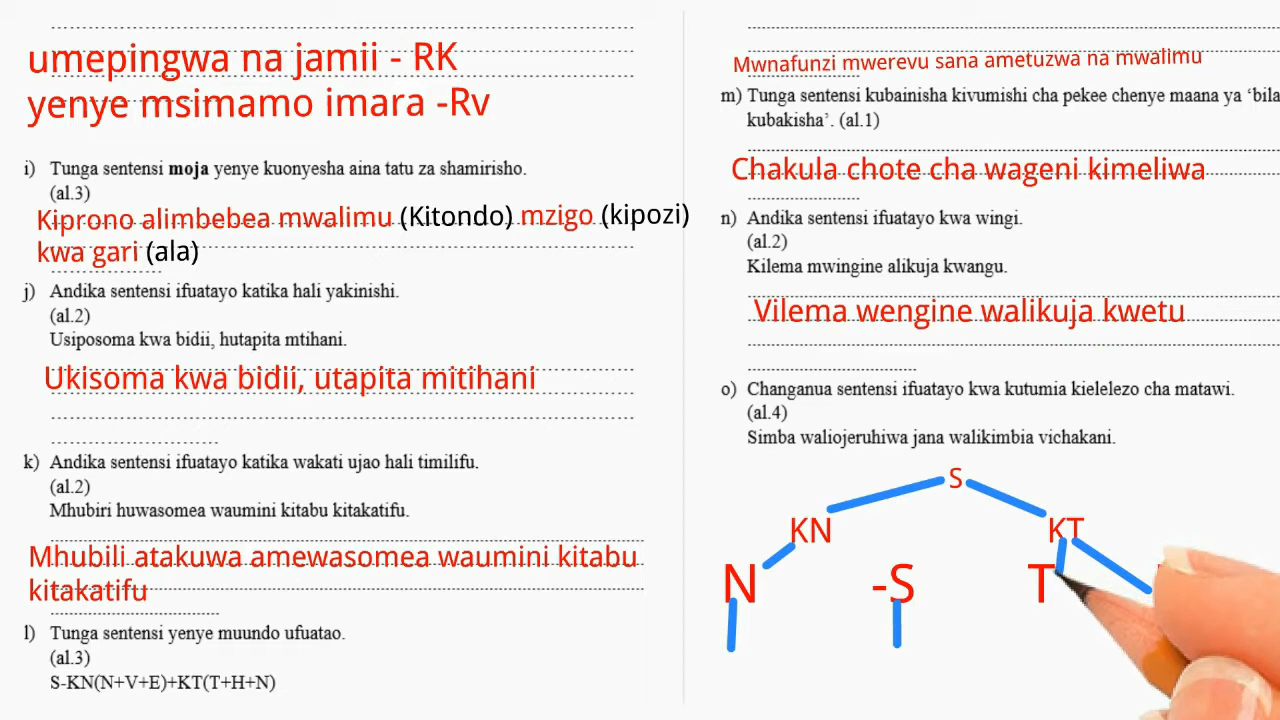 umepingwa na jamii - RK
yenye msimamo imara -Rv
i) Tunga sentensi moja yenye kuonyesha aina tatu za shamirisho.
(al.3)
Kiprono alimbebea mwalimu (Kitondo) mzigo (kipozi)
kwa gari (ala)
j) Andika sentensi ifuatayo katika hali yakinishi.
(al.2)
Usiposoma kwa bidii, hutapita mtihani.
Ukisoma kwa bidii, utapita mitihani
k) Andika sentensi ifuatayo katika wakati ujao hali timilifu.
(al.2)
Mhubiri huwasomea waumini kitabu kitakatifu.
Mhubili atakuwa amewasomea waumini kitabu
kitakatifu
l) Tunga sentensi yenye muundo ufuatao.
(al.3)
S-KN(N+V+E)+KT(T+H+N)
Mwnafunzi mwerevu sana ametuzwa na mwalimu
m) Tunga sentensi kubainisha kivumishi cha pekee chenye maana ya ‘bila
kubakisha’. (al.1)
Chakula chote cha wageni kimeliwa
n) Andika sentensi ifuatayo kwa wingi.
(al.2)
Kilema mwingine alikuja kwangu.
Vilema wengine walikuja kwetu
o) Changanua sentensi ifuatayo kwa kutumia kielelezo cha matawi.
(al.4)
Simba waliojeruhiwa jana walikimbia vichakani.
S
KN KT
N -S T